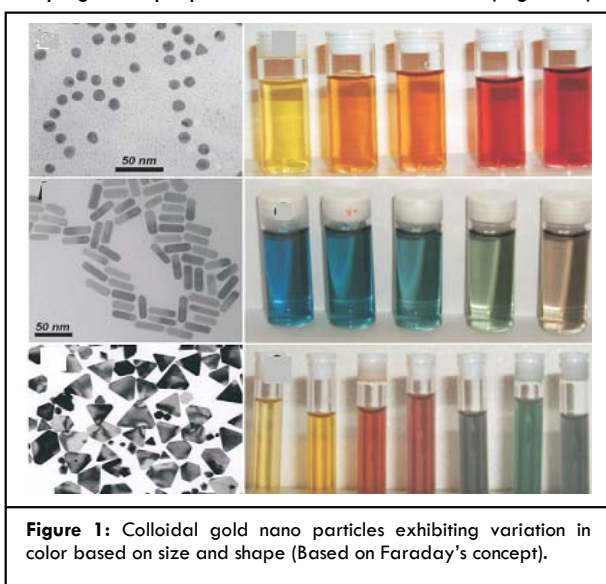 50 nm
50 nm
Figure 1: Colloidal gold nano particles exhibiting variation in
color based on size and shape (Based on Faraday's concept).